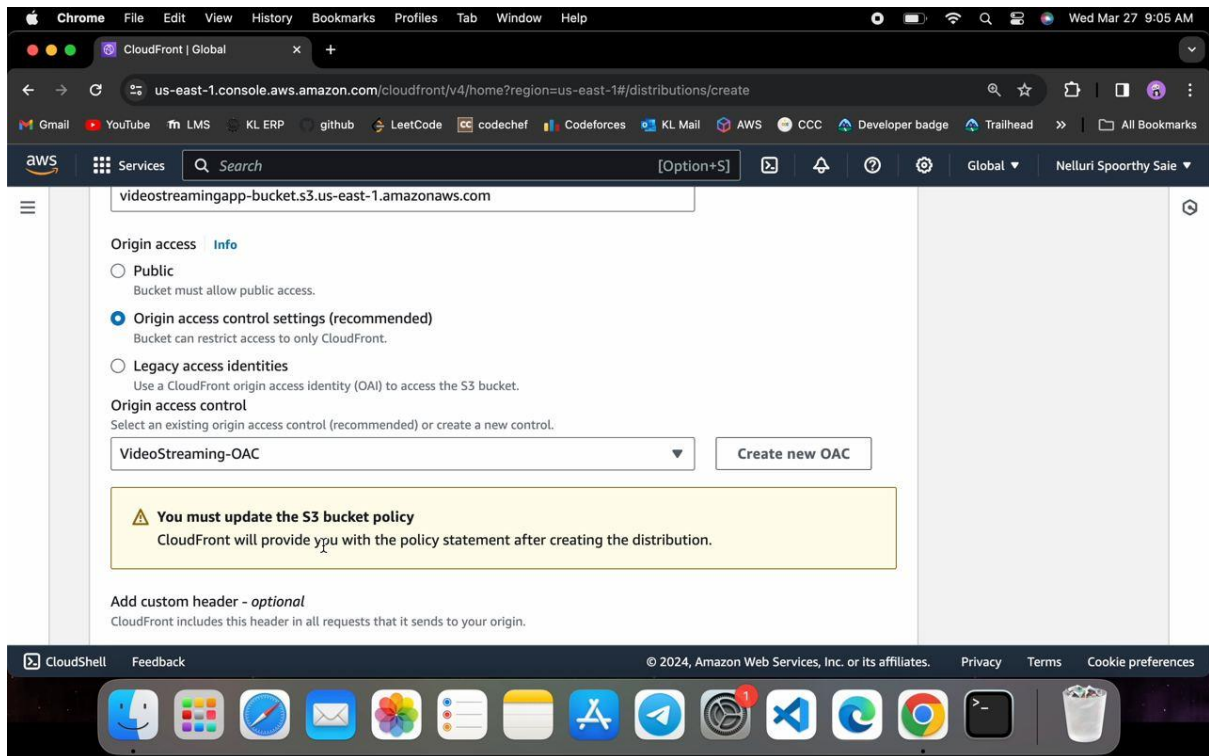 Chrome File Edit View History Bookmarks Profiles Tab Window Help Wed Mar 27 9:05 AM
CloudFront | Global
us-east-1.console.aws.amazon.com/cloudfront/v4/home?region=us-east-1#/distributions/create
Gmail YouTube LMS KL ERP github LeetCode CC codechef Codeforces KL Mail AWS CCC Developer badge Trailhead » All Bookmarks
aws Services Search [Option+S] Global ▼ Nelluri Spoorthy Saie ▼
videostreamingapp-bucket.s3.us-east-1.amazonaws.com
Origin access Info
Public
Bucket must allow public access.
Origin access control settings (recommended)
Bucket can restrict access to only CloudFront.
Legacy access identities
Use a CloudFront origin access identity (OAI) to access the S3 bucket.
Origin access control
Select an existing origin access control (recommended) or create a new control.
VideoStreaming-OAC ▼ Create new OAC
You must update the S3 bucket policy
CloudFront will provide you with the policy statement after creating the distribution.
Add custom header - optional
CloudFront includes this header in all requests that it sends to your origin.
CloudShell Feedback © 2024, Amazon Web Services, Inc. or its affiliates. Privacy Terms Cookie preferences
1